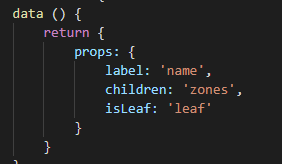 data () {
return {
props: {
label: 'name',
children: 'zones',
isLeaf: 'leaf'
}
}